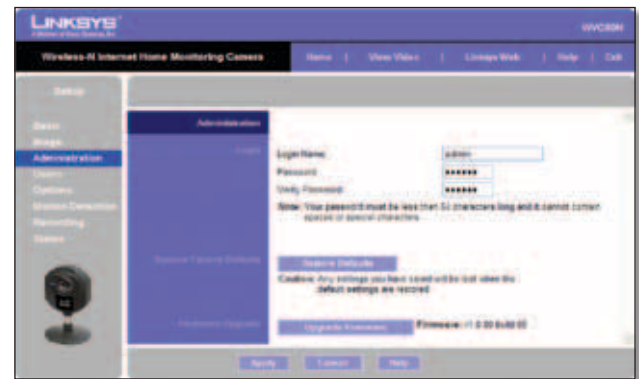 LINKSYS
WVC80N
Wireless-N Internet Home Monitoring Camera
Home | View Video | Linksys Web | Help | Exit
Setup
Basic
Image
Administration
Users
Options
Motion Detection
Recording
Status
Administration
Login
Login Name:
admin
Password:
Verify Password:
Note: Your password must be less than characters long and it cannot contain
spaces or special characters.
Restore Factory Defaults
Restore Defaults
Caution: Any settings you have saved will be lost when the
default settings are restored
Firmware Upgrade
Upgrade Firmware
Firmware:
Apply
Cancel
Help